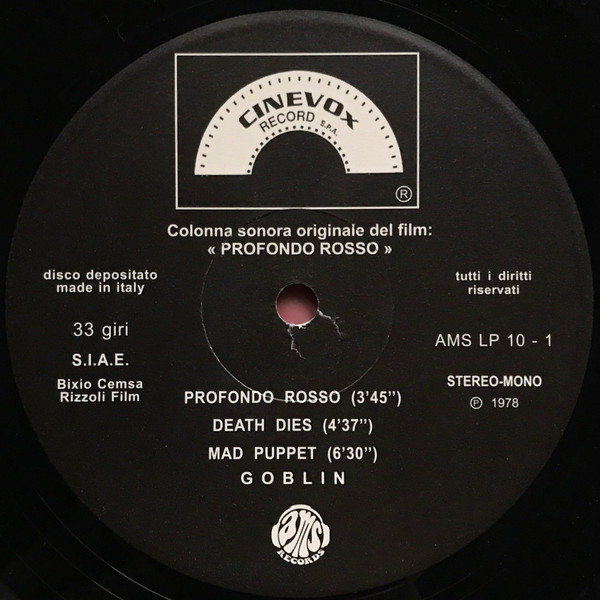 CINEVOX
RECORD S.P.A.
®
Colonna sonora originale del film:
« PROFONDO ROSSO »
disco depositato
made in italy
tutti i diritti
riservati
33 giri
AMS LP 10 - 1
S.I.A.E.
STEREO-MONO
Bixio Cemsa
Rizzoli Film
℗ 1978
PROFONDO ROSSO (3'45’’)
DEATH DIES (4'37’’)
MAD PUPPET (6'30’’)
GOBLIN
ams
RECORDS